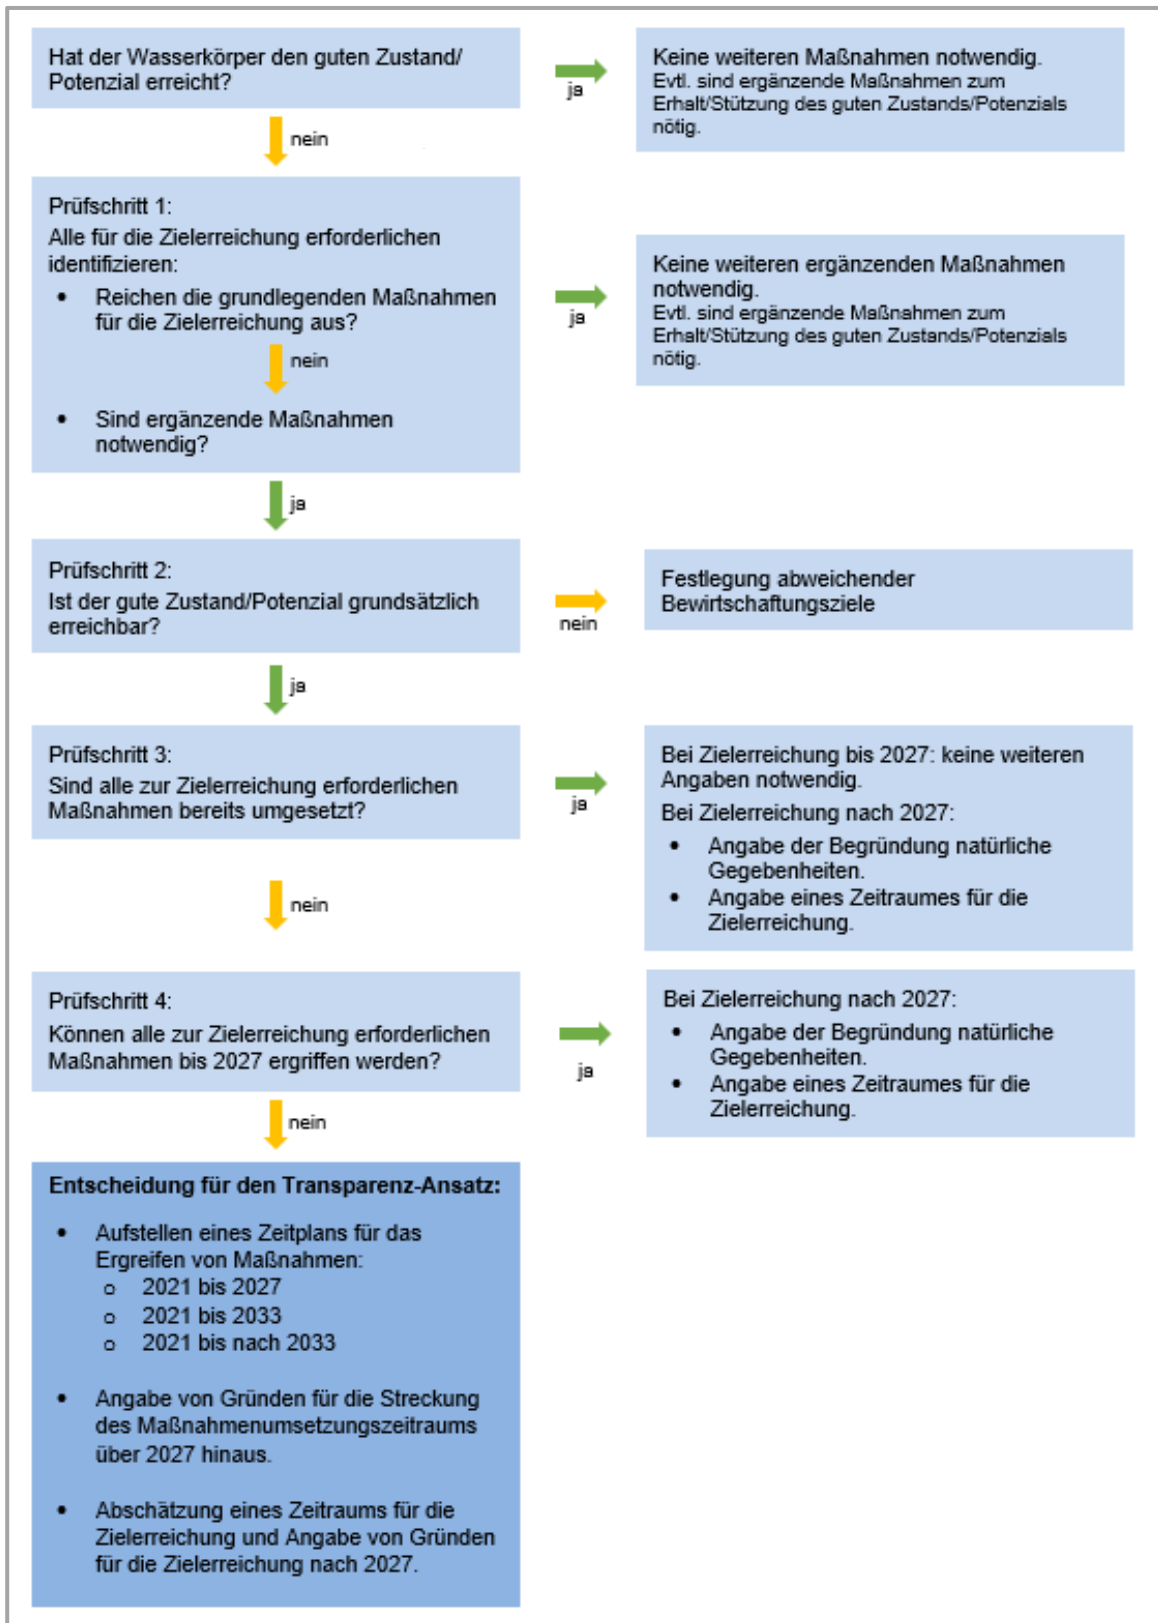 Hat der Wasserkörper den guten Zustand/
Potenzial erreicht?
ja
Keine weiteren Maßnahmen notwendig.
Evtl. sind ergänzende Maßnahmen zum
Erhalt/Stützung des guten Zustands/Potenzials
nötig.
nein
Prüfschritt 1:
Alle für die Zielerreichung erforderlichen
identifizieren:
• Reichen die grundlegenden Maßnahmen
für die Zielerreichung aus?
ja
Keine weiteren ergänzenden Maßnahmen
notwendig.
Evtl. sind ergänzende Maßnahmen zum
Erhalt/Stützung des guten Zustands/Potenzials
nötig.
nein
• Sind ergänzende Maßnahmen
notwendig?
ja
Prüfschritt 2:
Ist der gute Zustand/Potenzial grundsätzlich
erreichbar?
nein
Festlegung abweichender
Bewirtschaftungsziele
ja
Prüfschritt 3:
Sind alle zur Zielerreichung erforderlichen
Maßnahmen bereits umgesetzt?
ja
Bei Zielerreichung bis 2027: keine weiteren
Angaben notwendig.
Bei Zielerreichung nach 2027:
• Angabe der Begründung natürliche
Gegebenheiten.
• Angabe eines Zeitraumes für die
Zielerreichung.
nein
Prüfschritt 4:
Können alle zur Zielerreichung erforderlichen
Maßnahmen bis 2027 ergriffen werden?
ja
Bei Zielerreichung nach 2027:
• Angabe der Begründung natürliche
Gegebenheiten.
• Angabe eines Zeitraumes für die
Zielerreichung.
nein
Entscheidung für den Transparenz-Ansatz:
• Aufstellen eines Zeitplans für das
Ergreifen von Maßnahmen:
o 2021 bis 2027
o 2021 bis 2033
o 2021 bis nach 2033
• Angabe von Gründen für die Streckung
des Maßnahmenumsetzungszeitraums
über 2027 hinaus.
• Abschätzung eines Zeitraums für die
Zielerreichung und Angabe von Gründen
für die Zielerreichung nach 2027.